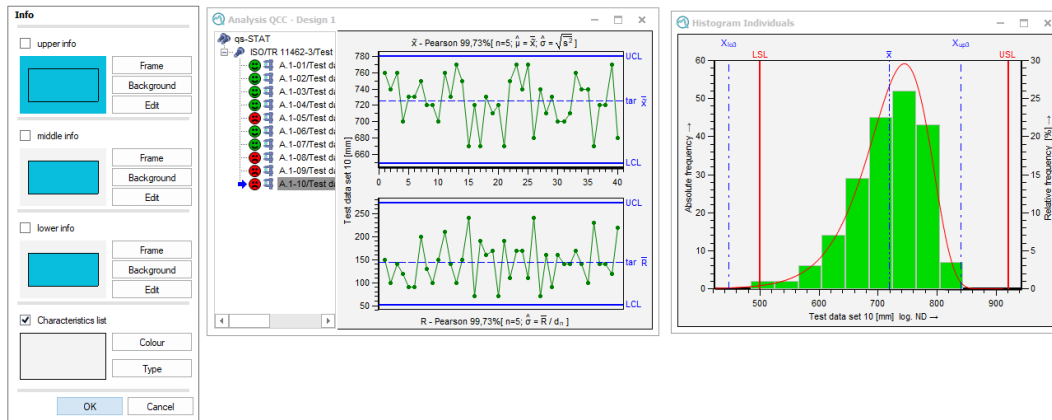 Info
upper info
Frame
Background
Edit
middle info
Frame
Background
Edit
lower info
Frame
Background
Edit
Characteristics list
Colour
Type
OK
Cancel
Analysis QCC - Design 1
qs-STAT
ISO/TR 11462-3/Test
A.1-01/Test da
A.1-02/Test da
A.1-03/Test da
A.1-04/Test da
A.1-05/Test da
A.1-06/Test da
A.1-07/Test da
A.1-08/Test da
A.1-09/Test da
A.1-10/Test da
x̃ - Pearson 99,73%[ n=5; μ̂ = x̿; σ̂ = √s̅² ]
780
760
740
720
700
680
660
UCL
tar x̿
LCL
0 5 10 15 20 25 30 35 40
Test data set 10 [mm]
250
200
150
100
50
UCL
tar R̅
LCL
R - Pearson 99,73%[ n=5; σ̂ = R̅ / dn ]
Histogram Individuals
Xlo3
LSL
x̅
Xup3
USL
60
50
40
30
20
10
0
Absolute frequency →
30
25
20
15
10
5
0
Relative frequency [%] →
500 600 700 800 900
Test data set 10 [mm] log. ND →